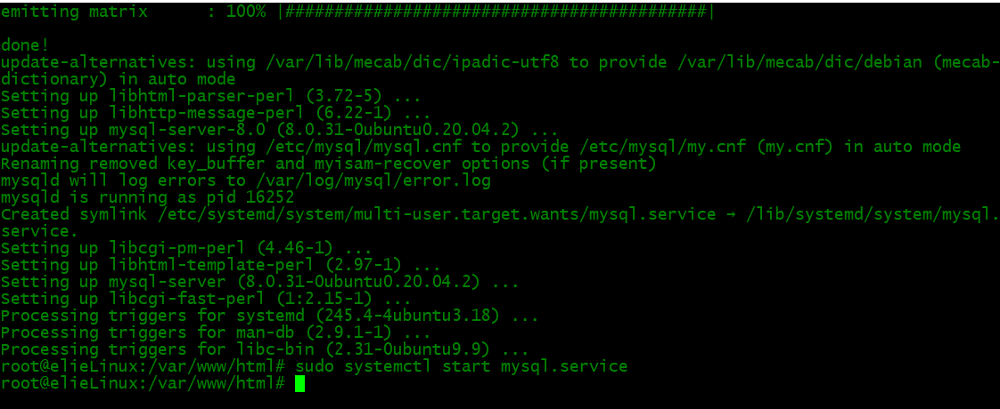 emitting matrix      : 100% |###########################################|
done!
update-alternatives: using /var/lib/mecab/dic/ipadic-utf8 to provide /var/lib/mecab/dic/debian (mecab-
dictionary) in auto mode
Setting up libhtml-parser-perl (3.72-5) ...
Setting up libhttp-message-perl (6.22-1) ...
Setting up mysql-server-8.0 (8.0.31-0ubuntu0.20.04.2) ...
update-alternatives: using /etc/mysql/mysql.cnf to provide /etc/mysql/my.cnf (my.cnf) in auto mode
Renaming removed key_buffer and myisam-recover options (if present)
mysqld will log errors to /var/log/mysql/error.log
mysqld is running as pid 16252
Created symlink /etc/systemd/system/multi-user.target.wants/mysql.service → /lib/systemd/system/mysql.
service.
Setting up libcgi-pm-perl (4.46-1) ...
Setting up libhtml-template-perl (2.97-1) ...
Setting up mysql-server (8.0.31-0ubuntu0.20.04.2) ...
Setting up libcgi-fast-perl (1:2.15-1) ...
Processing triggers for systemd (245.4-4ubuntu3.18) ...
Processing triggers for man-db (2.9.1-1) ...
Processing triggers for libc-bin (2.31-0ubuntu9.9) ...
root@elieLinux:/var/www/html# sudo systemctl start mysql.service
root@elieLinux:/var/www/html#